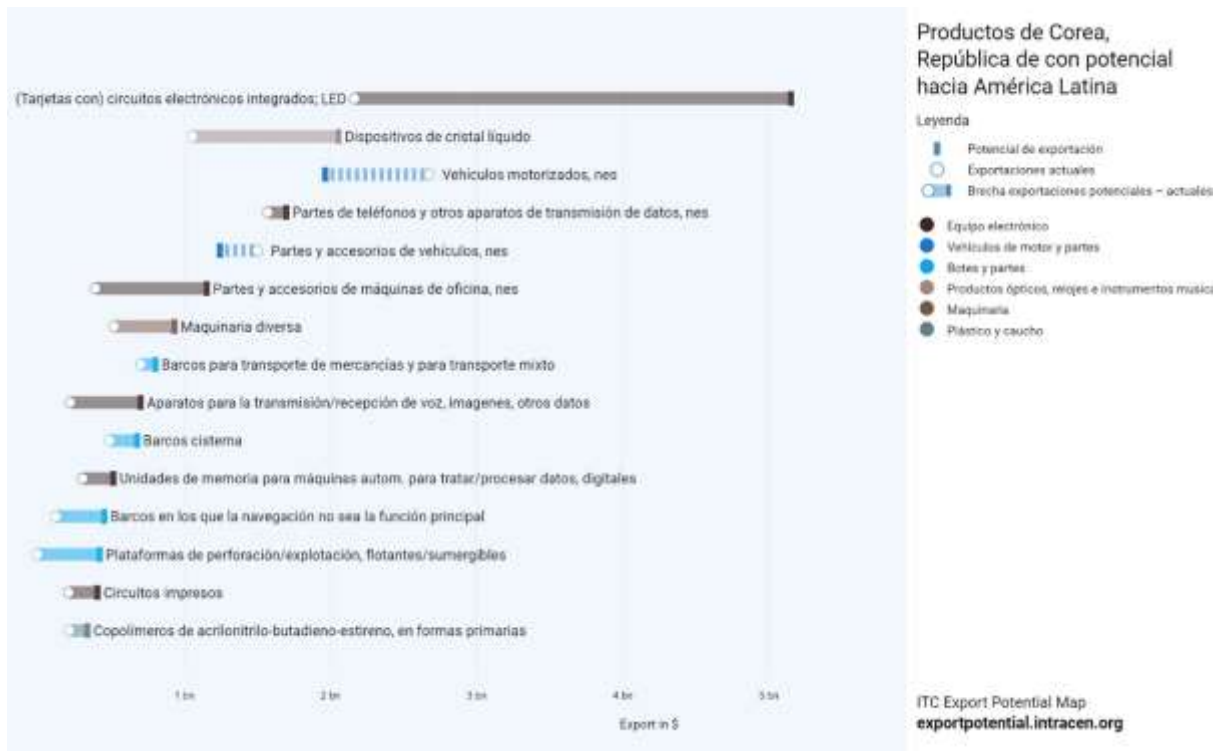 Productos de Corea,
República de con potencial
hacia América Latina
Leyenda
Potencial de exportación
Exportaciones actuales
Brecha exportaciones potenciales – actuales
Equipo electrónico
Vehículos de motor y partes
Botes y partes
Productos ópticos, relojes e instrumentos musica
Maquinaria
Plástico y caucho
(Tarjetas con) circuitos electrónicos integrados; LED
Dispositivos de cristal líquido
Vehículos motorizados, nes
Partes de teléfonos y otros aparatos de transmisión de datos, nes
Partes y accesorios de vehículos, nes
Partes y accesorios de máquinas de oficina, nes
Maquinaria diversa
Barcos para transporte de mercancías y para transporte mixto
Aparatos para la transmisión/recepción de voz, imagenes, otros datos
Barcos cisterna
Unidades de memoria para máquinas autom. para tratar/procesar datos, digitales
Barcos en los que la navegación no sea la función principal
Plataformas de perforación/explotación, flotantes/sumergibles
Circuitos impresos
Copolímeros de acrilonitrilo-butadieno-estireno, en formas primarias
1 bn 2 bn 3 bn 4 bn 5 bn
Export in $
ITC Export Potential Map
exportpotential.intracen.org